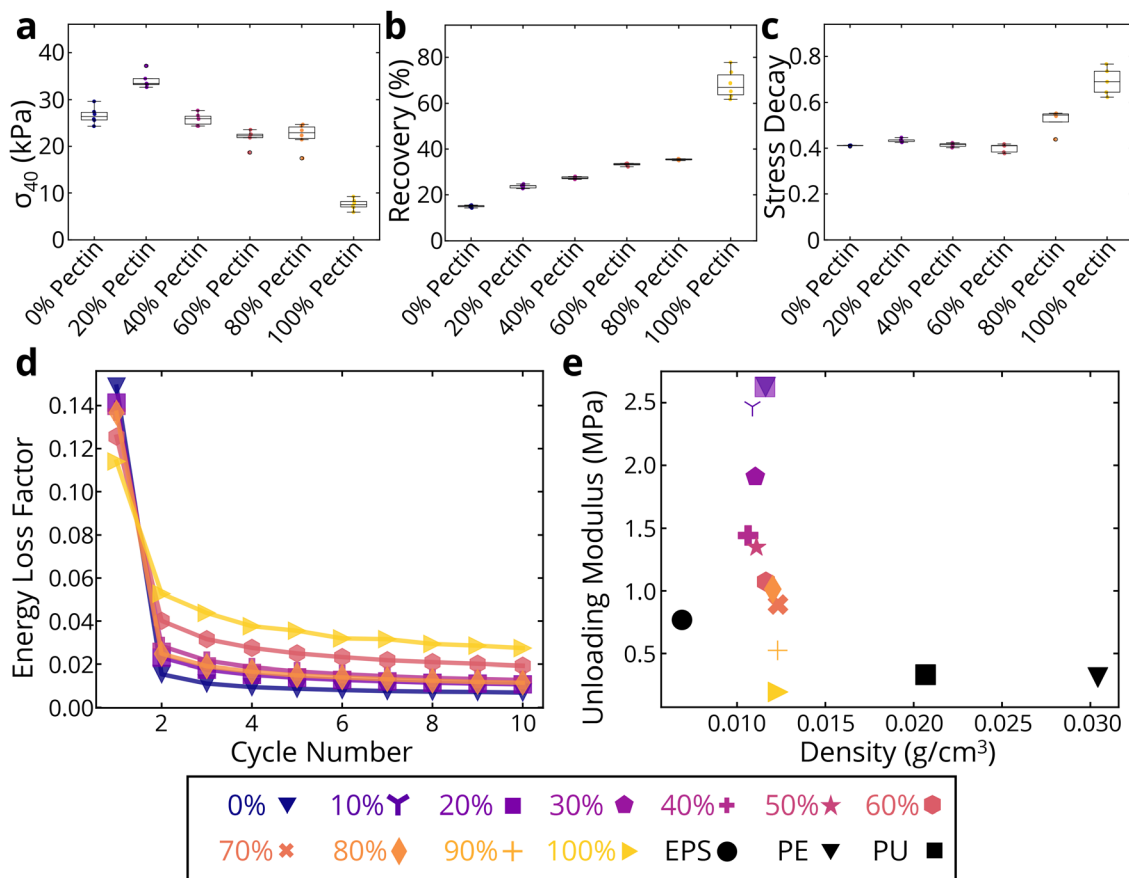 a
σ40 (kPa)
40
30
20
10
0
0% Pectin
20% Pectin
40% Pectin
60% Pectin
80% Pectin
100% Pectin
b
Recovery (%)
80
60
40
20
0
0% Pectin
20% Pectin
40% Pectin
60% Pectin
80% Pectin
100% Pectin
c
Stress Decay
0.8
0.6
0.4
0.2
0
0% Pectin
20% Pectin
40% Pectin
60% Pectin
80% Pectin
100% Pectin
d
Energy Loss Factor
0.14
0.12
0.10
0.08
0.06
0.04
0.02
0.00
2 4 6 8 10
Cycle Number
e
Unloading Modulus (MPa)
2.5
2.0
1.5
1.0
0.5
0.010 0.015 0.020 0.025 0.030
Density (g/cm³)
0% 10% 20% 30% 40% 50% 60%
70% 80% 90% 100% EPS PE PU